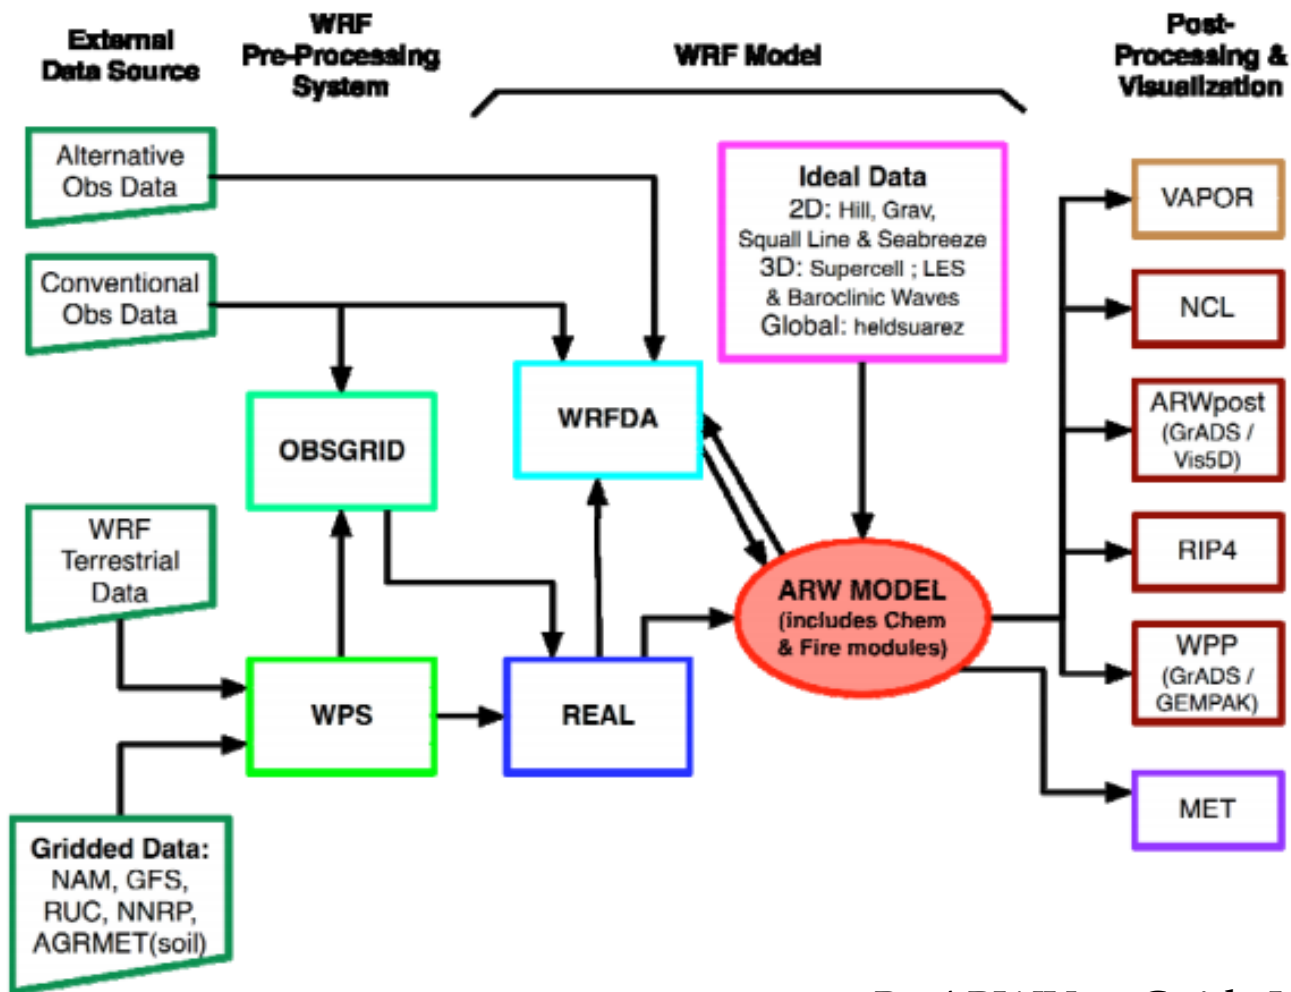 External
Data Source
WRF
Pre-Processing
System
WRF Model
Post-
Processing &
Visualization
Alternative
Obs Data
Conventional
Obs Data
WRF
Terrestrial
Data
Gridded Data:
NAM, GFS,
RUC, NNRP,
AGRMET(soil)
OBSGRID
WPS
WRFDA
REAL
Ideal Data
2D: Hill, Grav,
Squall Line & Seabreeze
3D: Supercell ; LES
& Baroclinic Waves
Global: heldsuarez
ARW MODEL
(includes Chem
& Fire modules)
VAPOR
NCL
ARWpost
(GrADS /
Vis5D)
RIP4
WPP
(GrADS /
GEMPAK)
MET